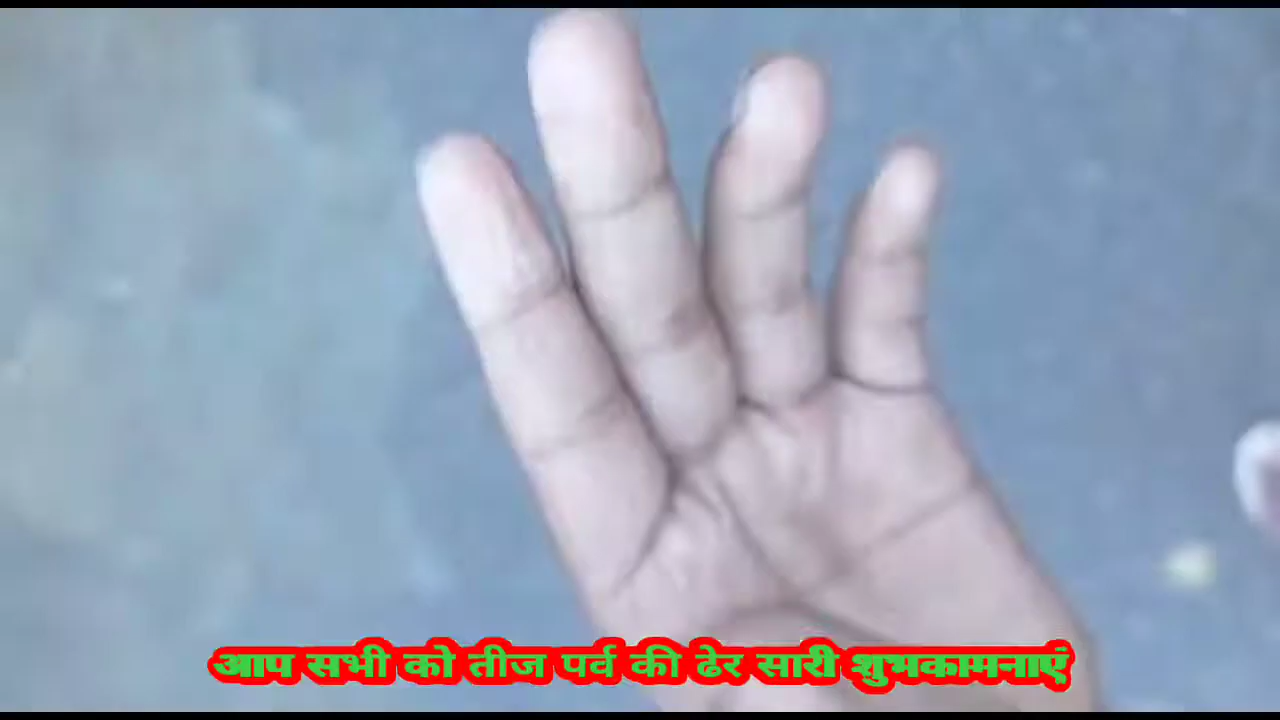 आप सभी को तीज पर्व की ढेर सारी शुभकामनाएं